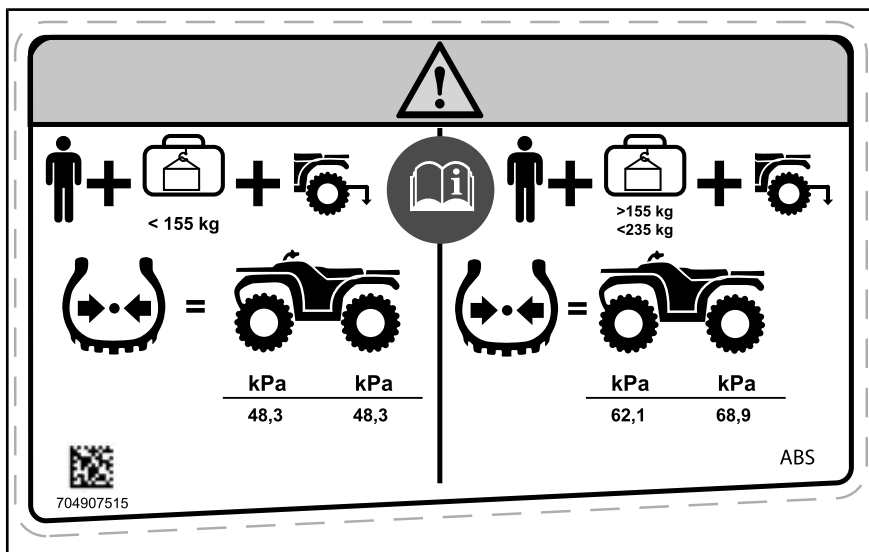 < 155 kg
>155 kg
<235 kg
kPa kPa
48,3 48,3
kPa kPa
62,1 68,9
ABS
704907515